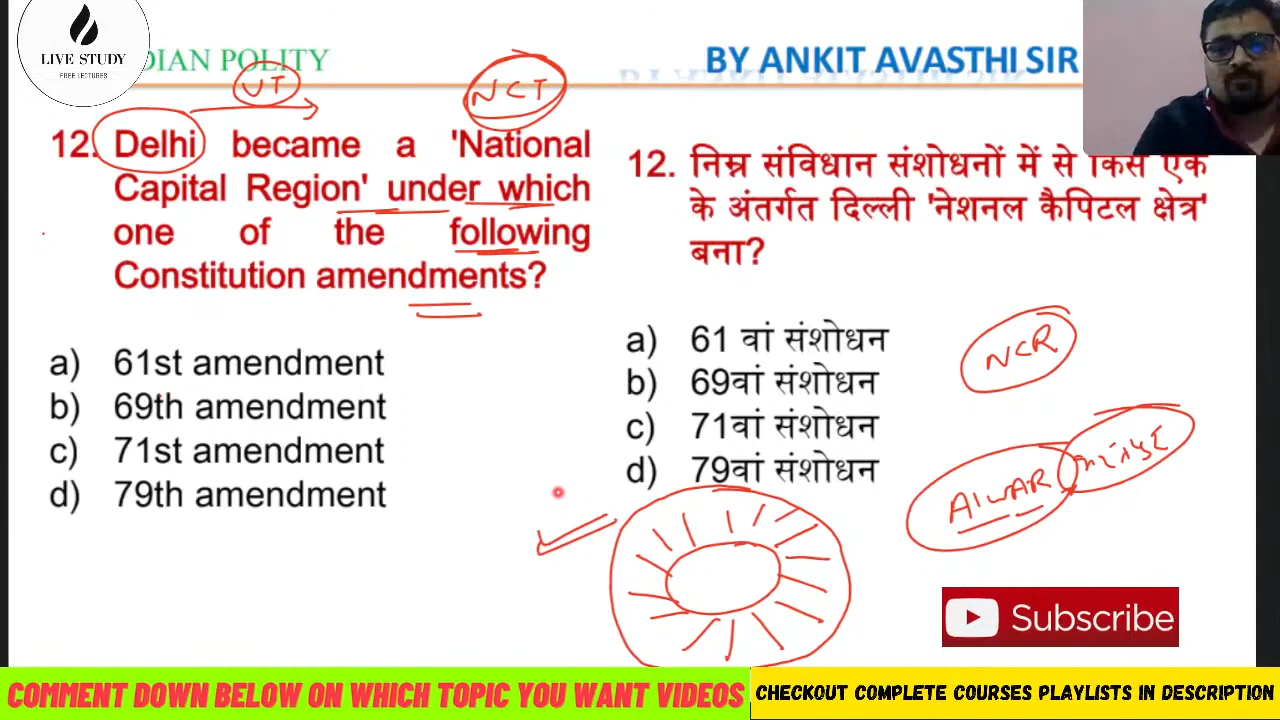 LIVE STUDY
FREE LECTURES
DIAN POLITY
BY ANKIT AVASTHI SIR
UT
NCT
12. Delhi became a 'National
Capital Region' under which
one of the following
Constitution amendments?
a) 61st amendment
b) 69th amendment
c) 71st amendment
d) 79th amendment
12. निम्न संविधान संशोधनों में से किस एक
के अंतर्गत दिल्ली 'नेशनल कैपिटल क्षेत्र'
बना?
a) 61 वां संशोधन
b) 69वां संशोधन
c) 71वां संशोधन
d) 79वां संशोधन
NCR
AlWAR
Subscribe
COMMENT DOWN BELOW ON WHICH TOPIC YOU WANT VIDEOS
CHECKOUT COMPLETE COURSES PLAYLISTS IN DESCRIPTION